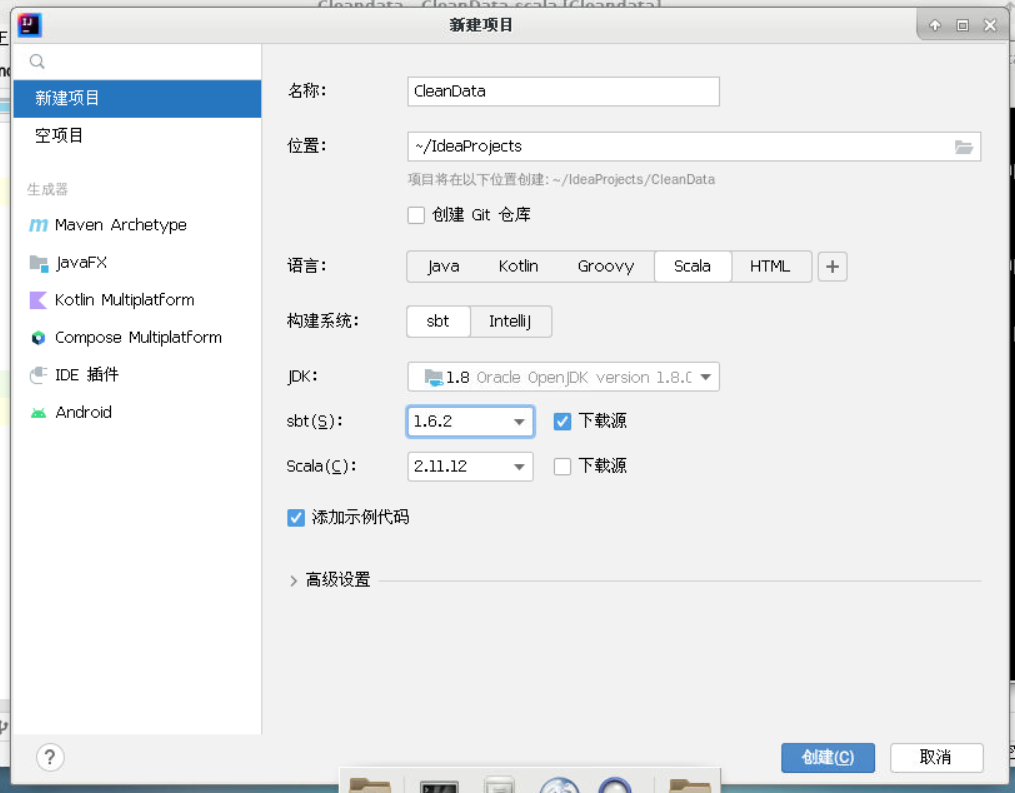 Cleandata - CleanData.scala [Cleandata]
新建项目
新建项目
空项目
生成器
Maven Archetype
JavaFX
Kotlin Multiplatform
Compose Multiplatform
IDE 插件
Android
名称:
CleanData
位置:
~/IdeaProjects
项目将在以下位置创建: ~/IdeaProjects/CleanData
创建 Git 仓库
语言:
Java Kotlin Groovy Scala HTML +
构建系统:
sbt IntelliJ
JDK:
1.8 Oracle OpenJDK version 1.8.0
sbt(S):
1.6.2
下载源
Scala(C):
2.11.12
下载源
添加示例代码
高级设置
?
创建(C)
取消